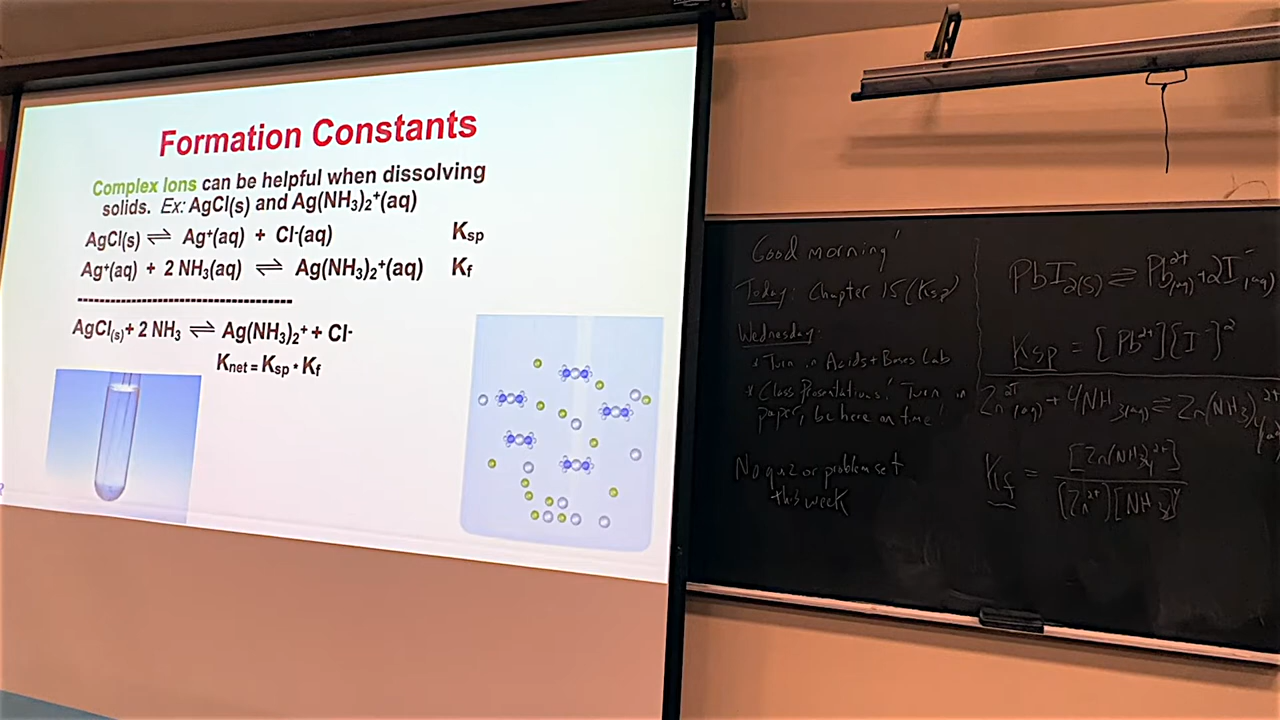 Formation Constants
Complex Ions can be helpful when dissolving
solids. Ex: AgCl(s) and Ag(NH₃)₂⁺(aq)
AgCl(s) ⇌ Ag⁺(aq) + Cl⁻(aq) Ksp
Ag⁺(aq) + 2 NH₃(aq) ⇌ Ag(NH₃)₂⁺(aq) Kf
------------------------------------
AgCl(s) + 2 NH₃ ⇌ Ag(NH₃)₂⁺ + Cl⁻
Knet = Ksp • Kf
Good morning!
Today: Chapter 15 (Ksp)
Wednesday:
* Turn in Acids + Bases Lab
* Class Presentations! Turn in
paper, be here on time!
No quiz or problem set
this week
PbI₂(s) ⇌ Pb²⁺(aq) + 2I⁻(aq)
Ksp = [Pb²⁺][I⁻]²
Zn²⁺(aq) + 4NH₃(aq) ⇌ Zn(NH₃)₄²⁺(aq)
Kf = [Zn(NH₃)₄²⁺]
[Zn²⁺][NH₃]⁴